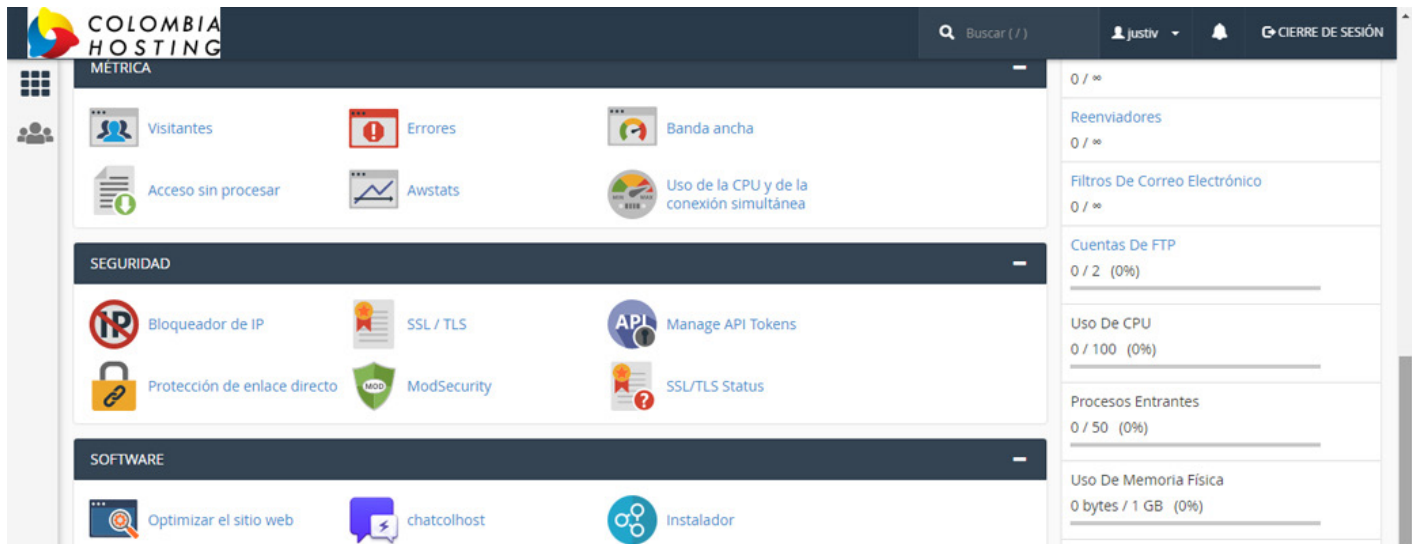 COLOMBIA
HOSTING
Buscar ( / )
justiv
CIERRE DE SESIÓN
MÉTRICA
Visitantes
Errores
Banda ancha
Acceso sin procesar
Awstats
Uso de la CPU y de la
conexión simultánea
SEGURIDAD
IP
Bloqueador de IP
SSL / TLS
API
Manage API Tokens
Protección de enlace directo
MOD
ModSecurity
SSL/TLS Status
SOFTWARE
Optimizar el sitio web
chatcolhost
Instalador
0 / ∞
Reenviadores
0 / ∞
Filtros De Correo Electrónico
0 / ∞
Cuentas De FTP
0 / 2 (0%)
Uso De CPU
0 / 100 (0%)
Procesos Entrantes
0 / 50 (0%)
Uso De Memoria Física
0 bytes / 1 GB (0%)